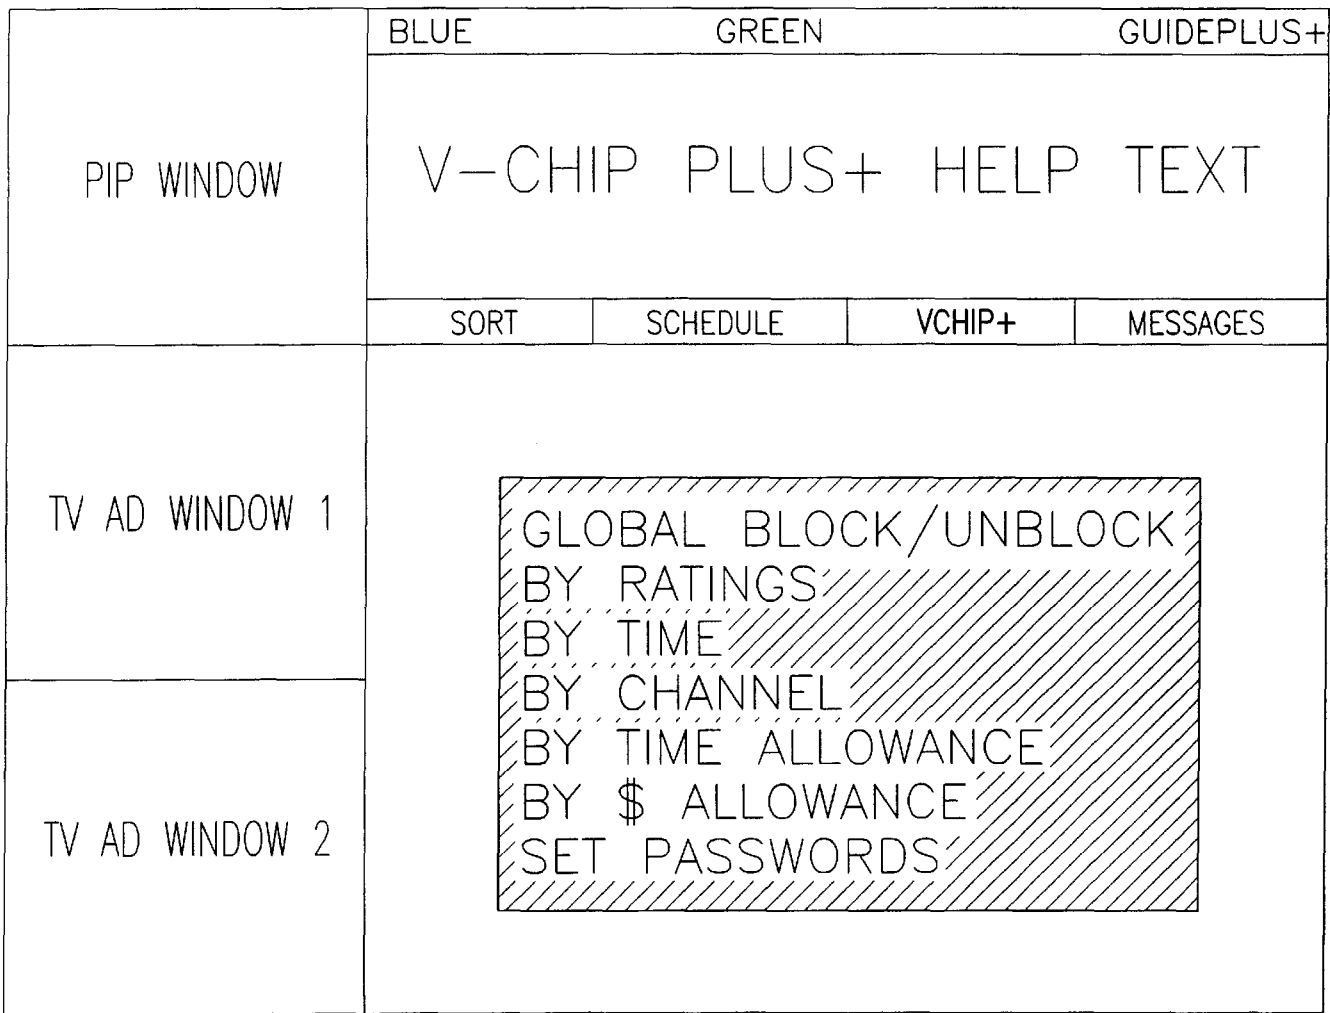 BLUE GREEN GUIDEPLUS+
PIP WINDOW
V-CHIP PLUS+ HELP TEXT
SORT SCHEDULE VCHIP+ MESSAGES
TV AD WINDOW 1
GLOBAL BLOCK/UNBLOCK
BY RATINGS
BY TIME
BY CHANNEL
BY TIME ALLOWANCE
BY $ ALLOWANCE
SET PASSWORDS
TV AD WINDOW 2